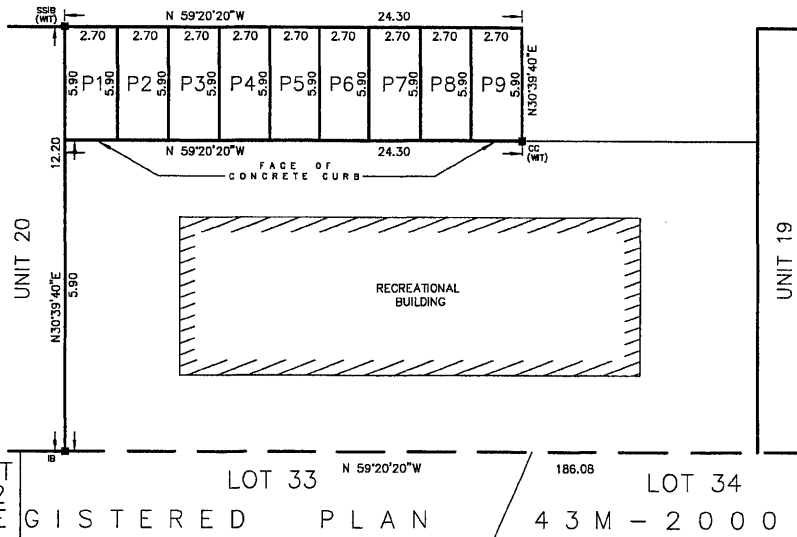 SSIB
(WIT)
N 59°20'20"W 24.30
2.70 2.70 2.70 2.70 2.70 2.70 2.70 2.70 2.70
5.90 P1 5.90 P2 5.90 P3 5.90 P4 5.90 P5 5.90 P6 5.90 P7 5.90 P8 5.90 P9 5.90 N30°39'40"E
N 59°20'20"W 24.30
CC
(WIT)
12.20
FACE OF
CONCRETE CURB
UNIT 20
N30°39'40"E
5.90
RECREATIONAL
BUILDING
UNIT 19
IB
LOT 33 N 59°20'20"W 186.08 LOT 34
EGISTERED PLAN 43M-2000